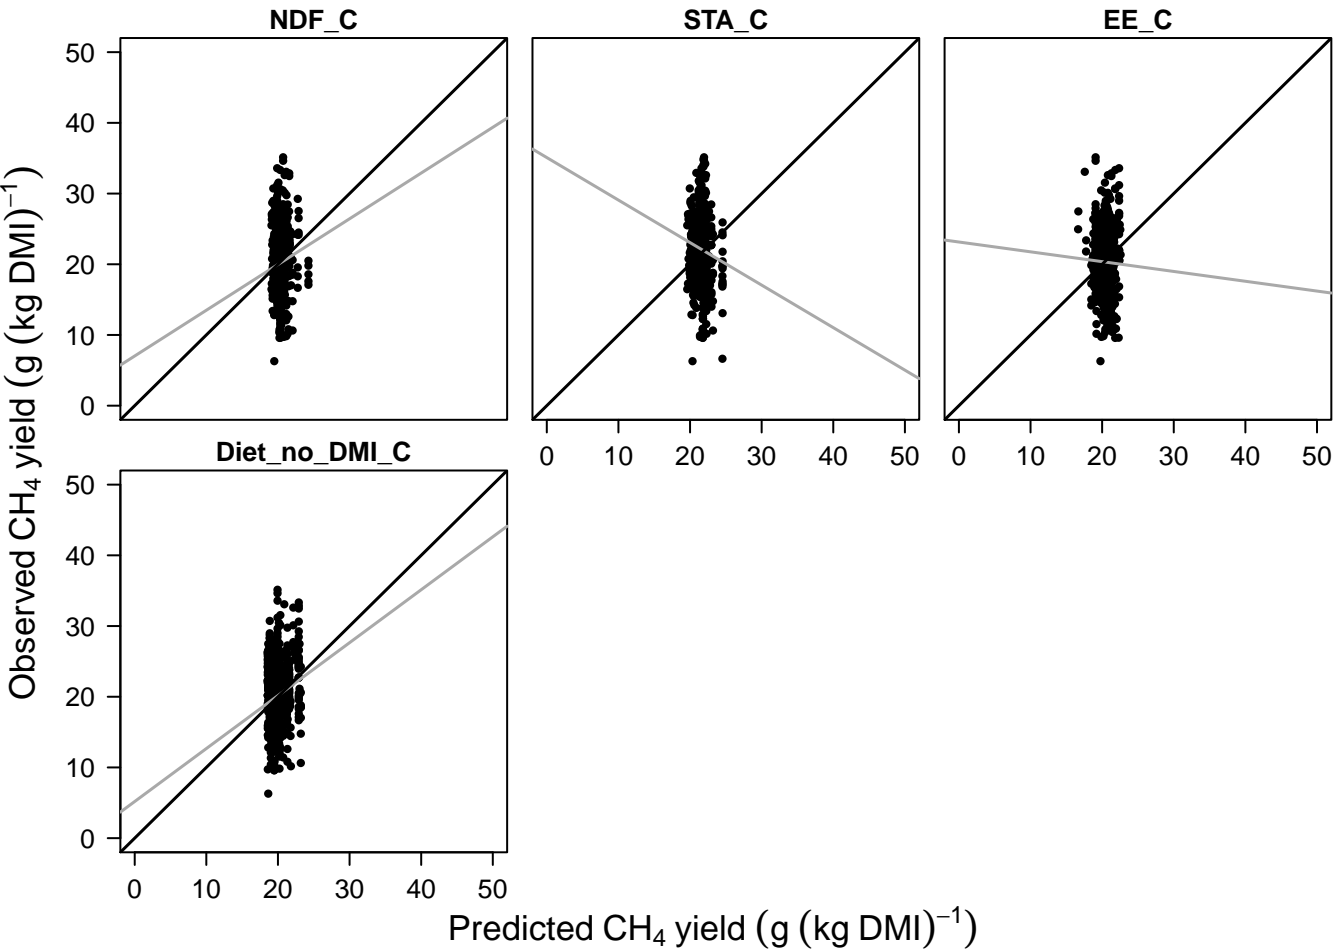 NDF_C STA_C EE_C
50
40
30
20
10
0
0 10 20 30 40 50 0 10 20 30 40 50
Diet_no_DMI_C
50
40
30
20
10
0
0 10 20 30 40 50
Observed CH₄ yield (g (kg DMI)⁻¹)
Predicted CH₄ yield (g (kg DMI)⁻¹)